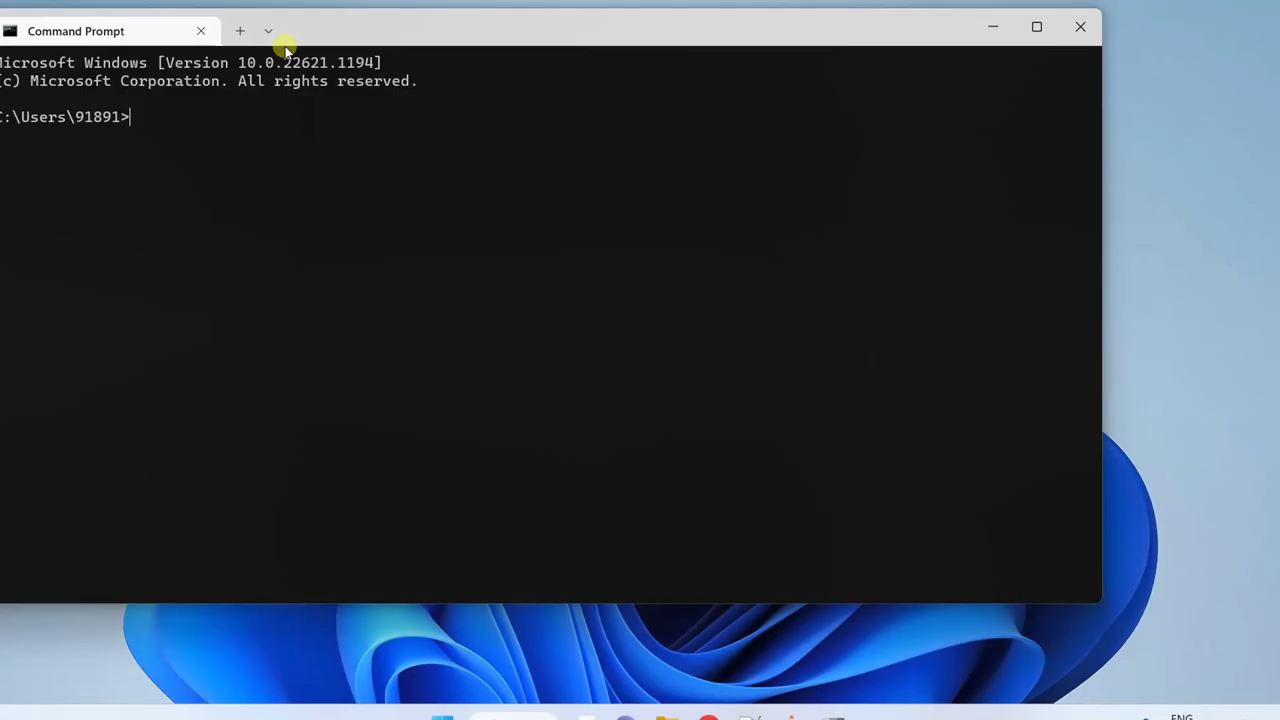 Command Prompt
Microsoft Windows [Version 10.0.22621.1194]
(c) Microsoft Corporation. All rights reserved.
C:\Users\91891>
ENG